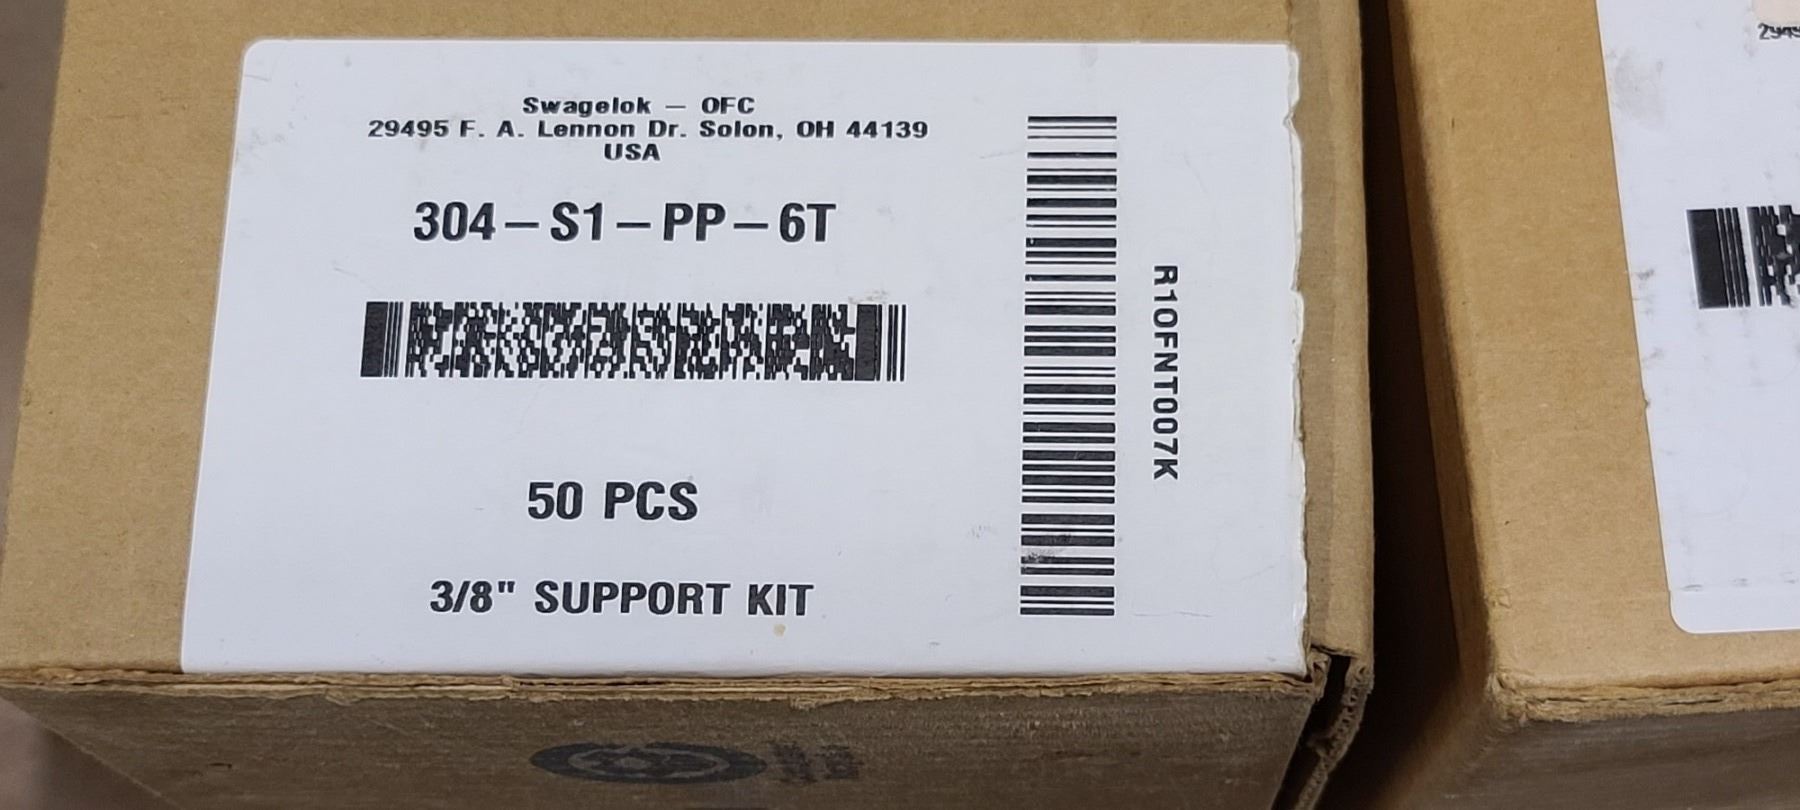 Swagelok — OFC
29495 F. A. Lennon Dr. Solon, OH 44139
USA
304-S1-PP-6T
50 PCS
3/8" SUPPORT KIT
R10FNT007K